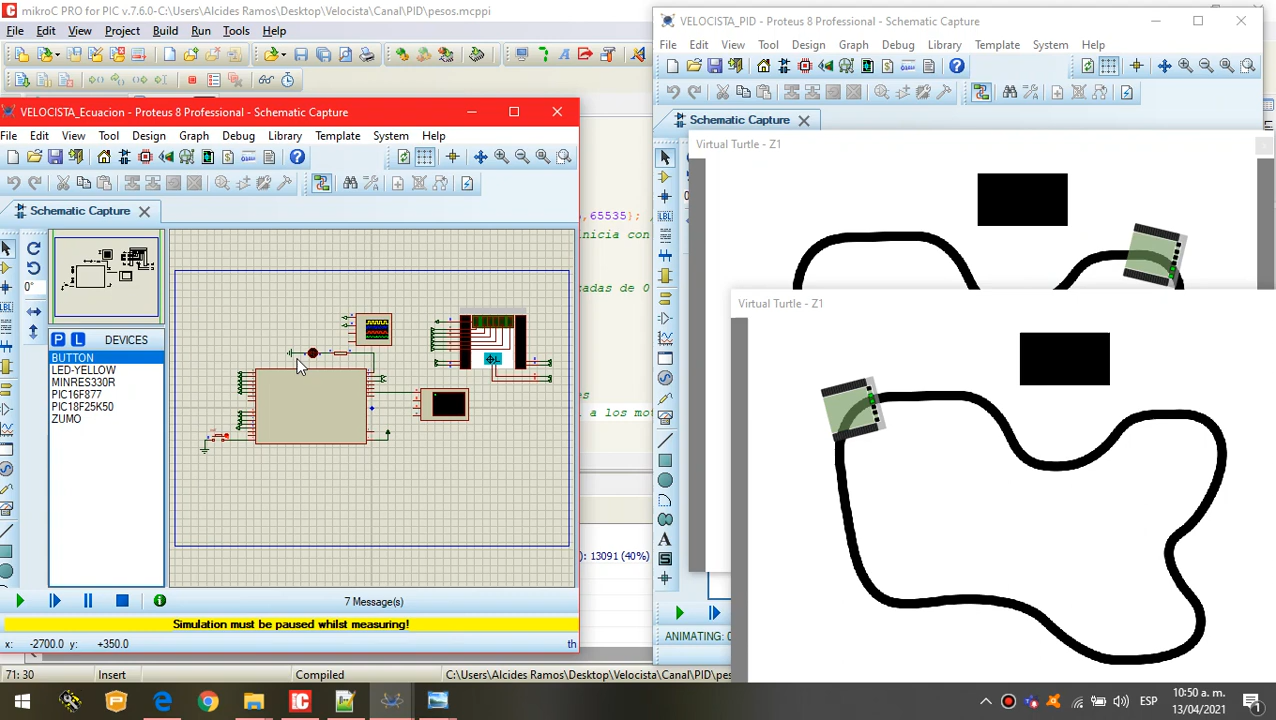 mikroC PRO for PIC v.7.6.0-C:\Users\Alcides Ramos\Desktop\Velocista\Canal\PID\pesos.mcppi
File Edit View Project Build Run Tools Help
VELOCISTA_PID - Proteus 8 Professional - Schematic Capture
File Edit View Tool Design Graph Debug Library Template System Help
Schematic Capture
Virtual Turtle - Z1
Virtual Turtle - Z1
VELOCISTA_Ecuacion - Proteus 8 Professional - Schematic Capture
File Edit View Tool Design Graph Debug Library Template System Help
Schematic Capture
0°
P L DEVICES
BUTTON
LED-YELLOW
MINRES330R
PIC16F877
PIC18F25K50
ZUMO
,65535};
inicia con
adas de 0
es
a los mot
): 13091 (40%)
7 Message(s)
Simulation must be paused whilst measuring!
x: -2700.0 y: +350.0 th
ANIMATING: 0
71: 30 Insert Compiled C:\Users\Alcides Ramos\Desktop\Velocista\Canal\PID\pes
ESP
10:50 a. m.
13/04/2021
1